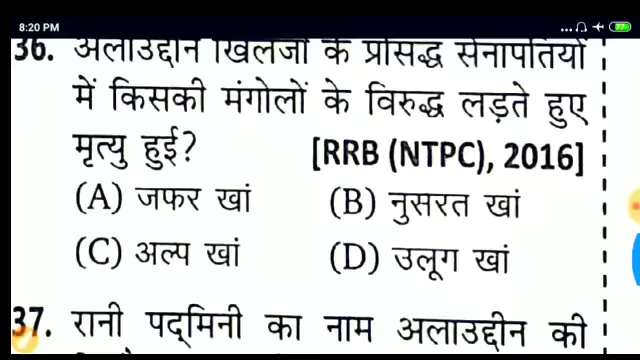 8:20 PM
77
36. अलाउद्दीन खिलजी के प्रसिद्ध सेनापतियों
में किसकी मंगोलों के विरुद्ध लड़ते हुए
मृत्यु हुई? [RRB (NTPC), 2016]
(A) जफर खां (B) नुसरत खां
(C) अल्प खां (D) उलूग खां
37. रानी पद्मिनी का नाम अलाउद्दीन की